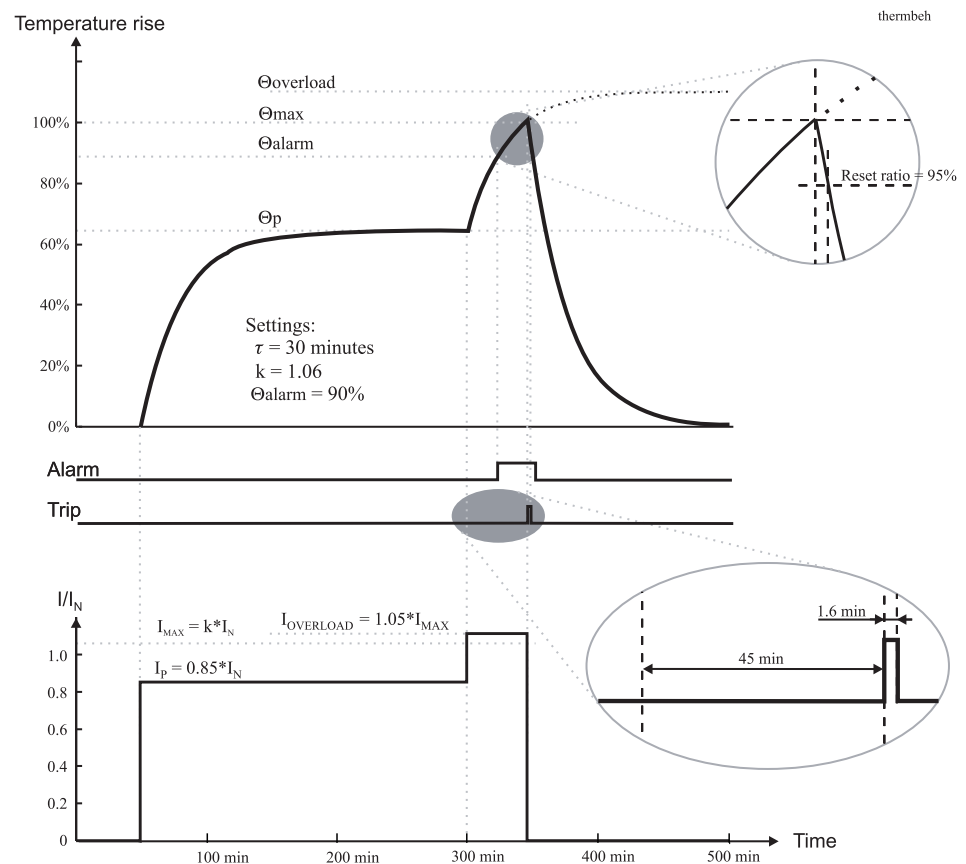 Temperature rise
thermbeh
Θoverload
Θmax
100%
Θalarm
80%
Reset ratio = 95%
Θp
60%
40%
Settings:
τ = 30 minutes
k = 1.06
Θalarm = 90%
20%
0%
Alarm
Trip
I/IN
IMAX = k*IN
IOVERLOAD = 1.05*IMAX
1.6 min
1.0
IP = 0.85*IN
45 min
0.8
0.6
0.4
0.2
0
Time
100 min
200 min
300 min
400 min
500 min